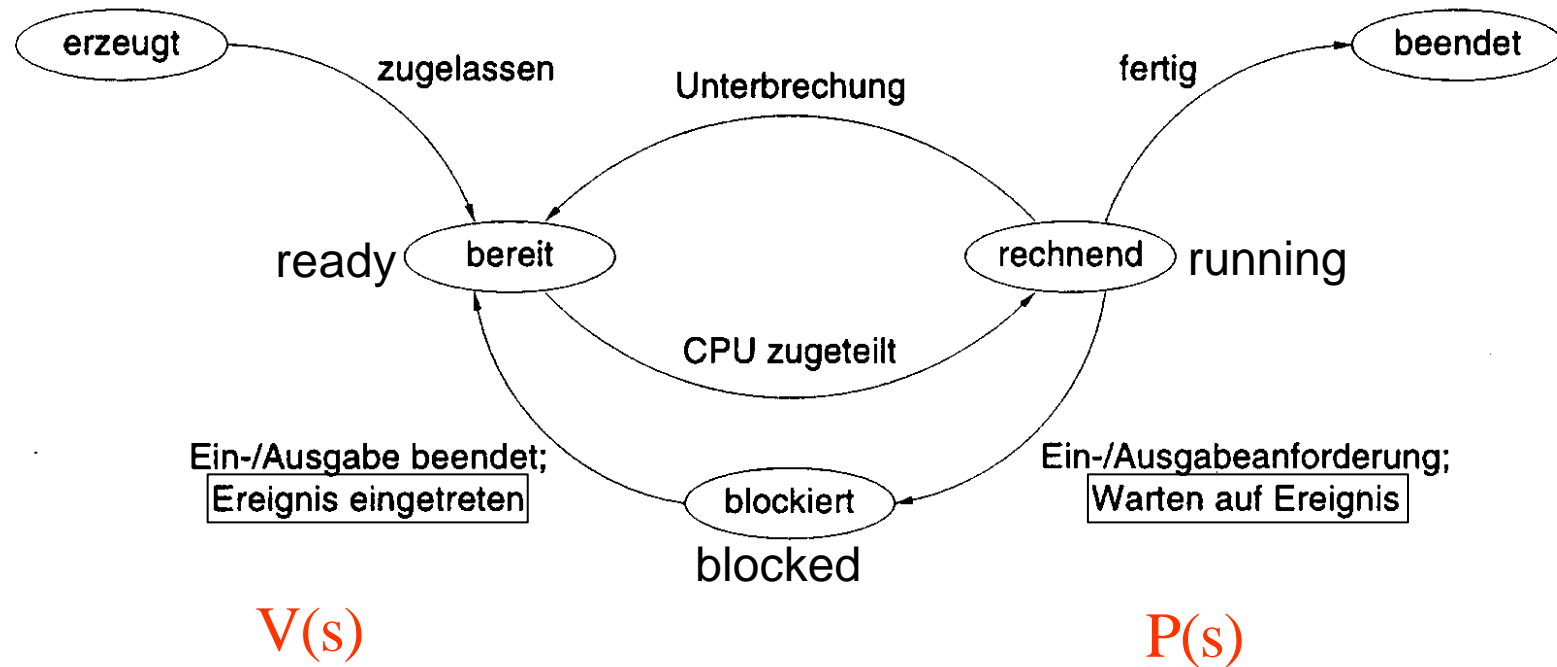 erzeugt
beendet
zugelassen
fertig
Unterbrechung
ready
bereit
rechnend
running
CPU zugeteilt
Ein-/Ausgabe beendet;
Ereignis eingetreten
Ein-/Ausgabeanforderung;
Warten auf Ereignis
blockiert
blocked
V(s)
P(s)